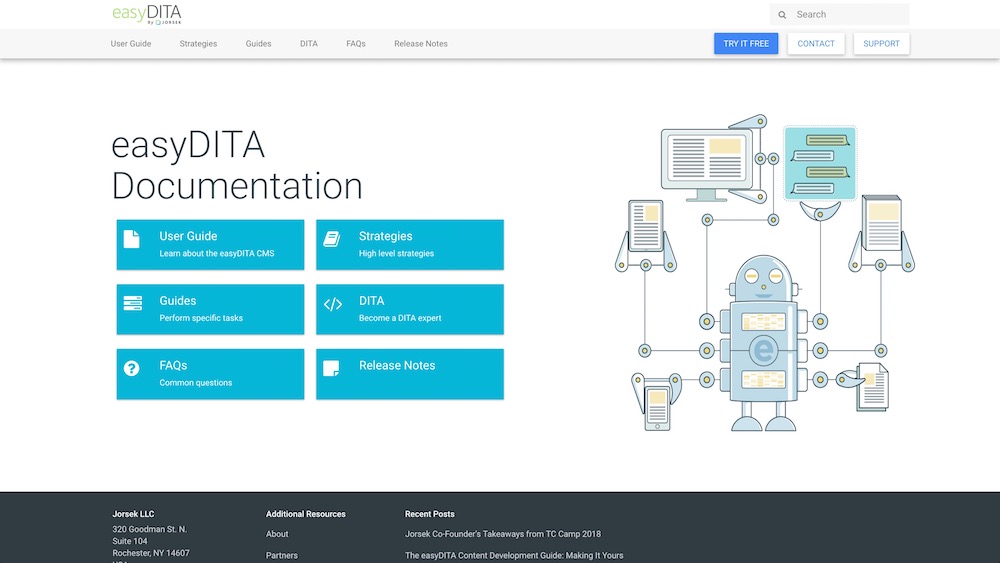 easyDITA
by JORSEK
Search
User Guide
Strategies
Guides
DITA
FAQs
Release Notes
TRY IT FREE
CONTACT
SUPPORT
easyDITA
Documentation
User Guide
Learn about the easyDITA CMS
Strategies
High level strategies
Guides
Perform specific tasks
DITA
Become a DITA expert
FAQs
Common questions
Release Notes
e
Jorsek LLC
320 Goodman St. N.
Suite 104
Rochester, NY 14607
Additional Resources
About
Partners
Recent Posts
Jorsek Co-Founder's Takeaways from TC Camp 2018
The easyDITA Content Development Guide: Making It Yours